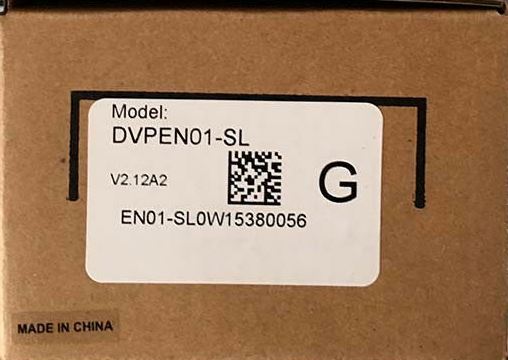 Model:
DVPEN01-SL
V2.12A2
G
EN01-SL0W15380056
MADE IN CHINA